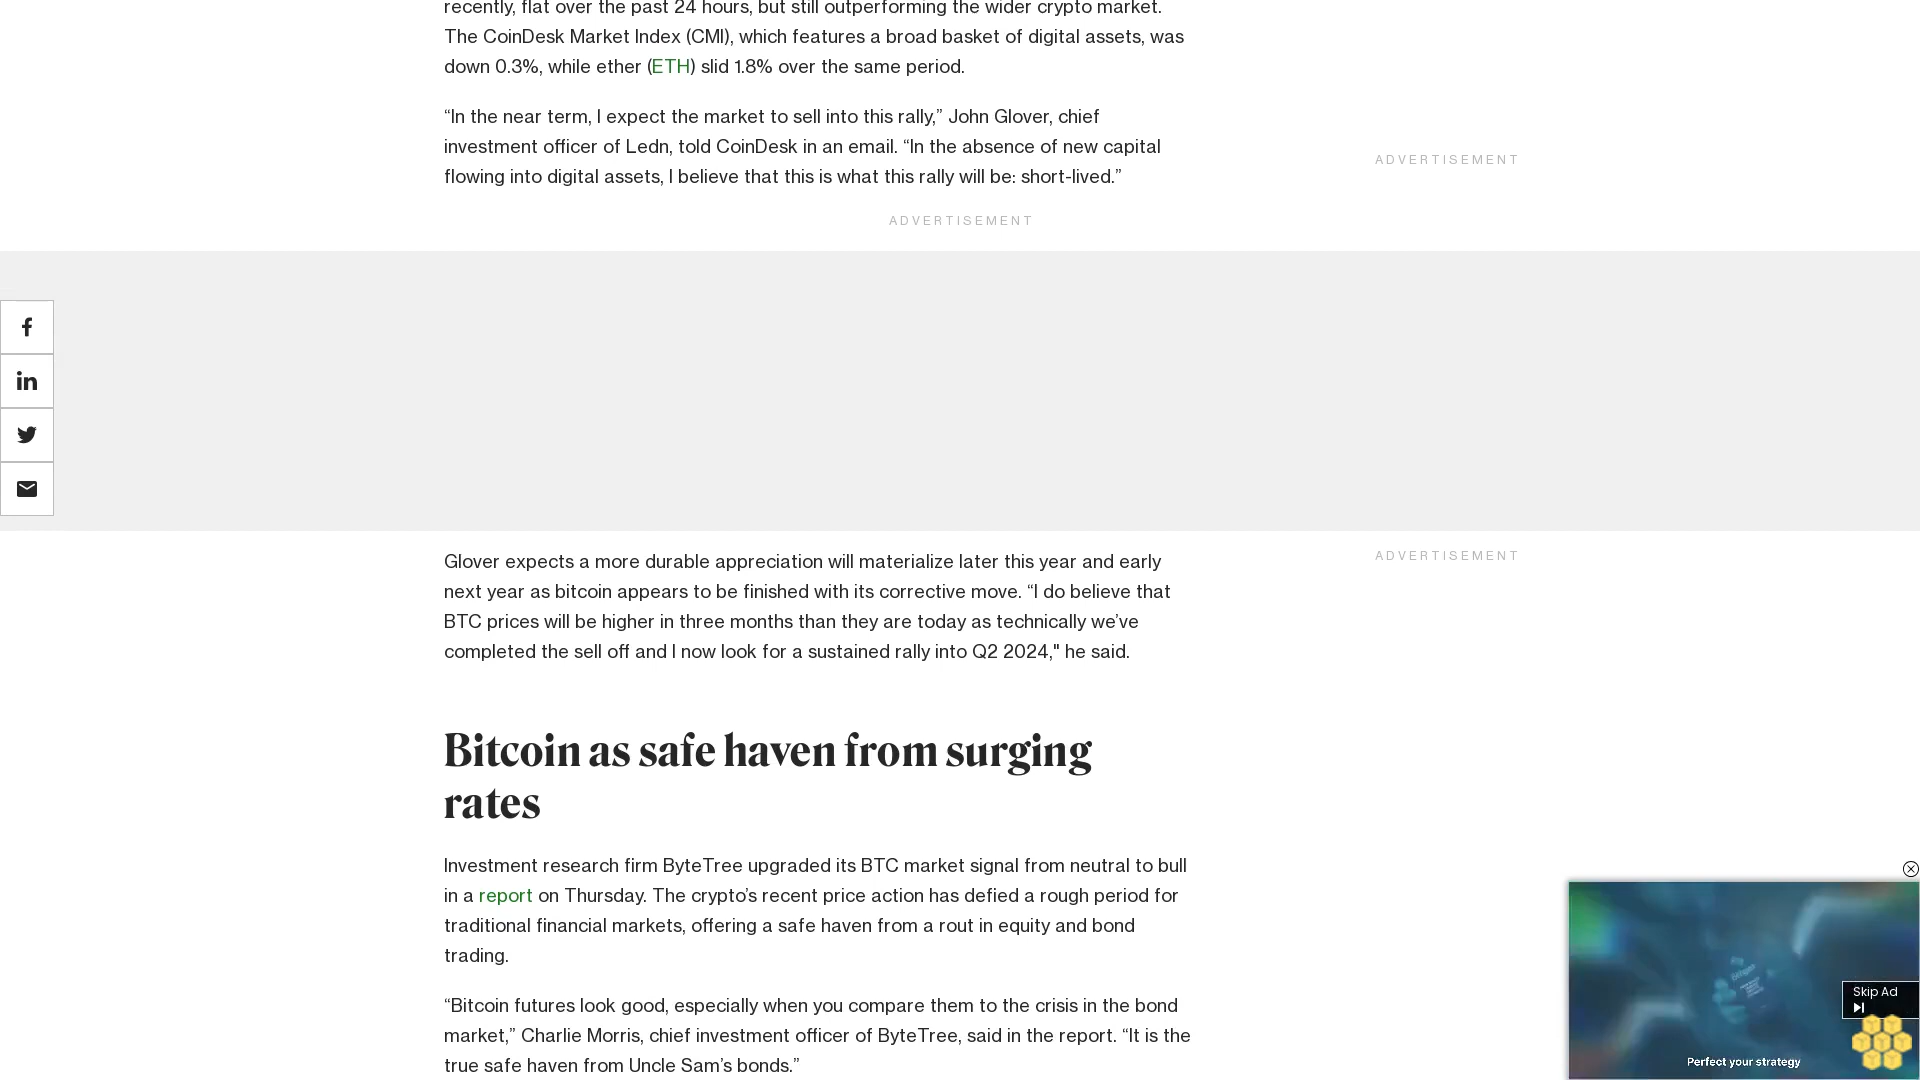 recently, flat over the past 24 hours, but still outperforming the wider crypto market.
The CoinDesk Market Index (CMI), which features a broad basket of digital assets, was
down 0.3%, while ether (ETH) slid 1.8% over the same period.
“In the near term, I expect the market to sell into this rally,” John Glover, chief
investment officer of Ledn, told CoinDesk in an email. “In the absence of new capital
flowing into digital assets, I believe that this is what this rally will be: short-lived.”
ADVERTISEMENT
ADVERTISEMENT
Glover expects a more durable appreciation will materialize later this year and early
next year as bitcoin appears to be finished with its corrective move. “I do believe that
BTC prices will be higher in three months than they are today as technically we’ve
completed the sell off and I now look for a sustained rally into Q2 2024," he said.
ADVERTISEMENT
Bitcoin as safe haven from surging
rates
Investment research firm ByteTree upgraded its BTC market signal from neutral to bull
in a report on Thursday. The crypto’s recent price action has defied a rough period for
traditional financial markets, offering a safe haven from a rout in equity and bond
trading.
“Bitcoin futures look good, especially when you compare them to the crisis in the bond
market,” Charlie Morris, chief investment officer of ByteTree, said in the report. “It is the
true safe haven from Uncle Sam’s bonds.”
Skip Ad
Perfect your strategy